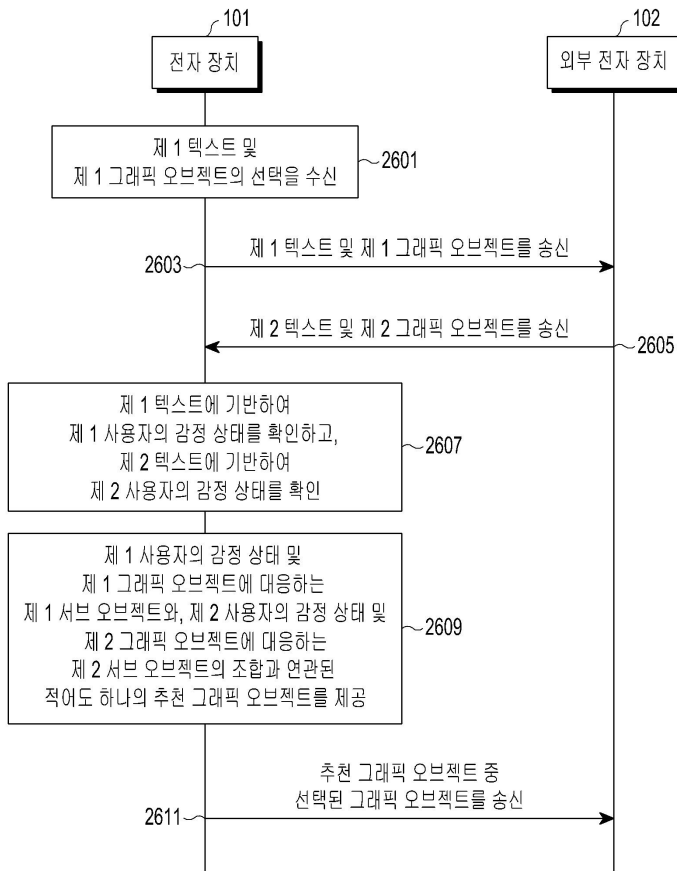 101
102
전자 장치
외부 전자 장치
제 1 텍스트 및
제 1 그래픽 오브젝트의 선택을 수신
2601
제 1 텍스트 및 제 1 그래픽 오브젝트를 송신
2603
제 2 텍스트 및 제 2 그래픽 오브젝트를 송신
2605
제 1 텍스트에 기반하여
제 1 사용자의 감정 상태를 확인하고,
제 2 텍스트에 기반하여
제 2 사용자의 감정 상태를 확인
2607
제 1 사용자의 감정 상태 및
제 1 그래픽 오브젝트에 대응하는
제 1 서브 오브젝트와, 제 2 사용자의 감정 상태 및
제 2 그래픽 오브젝트에 대응하는
제 2 서브 오브젝트의 조합과 연관된
적어도 하나의 추천 그래픽 오브젝트를 제공
2609
추천 그래픽 오브젝트 중
선택된 그래픽 오브젝트를 송신
2611